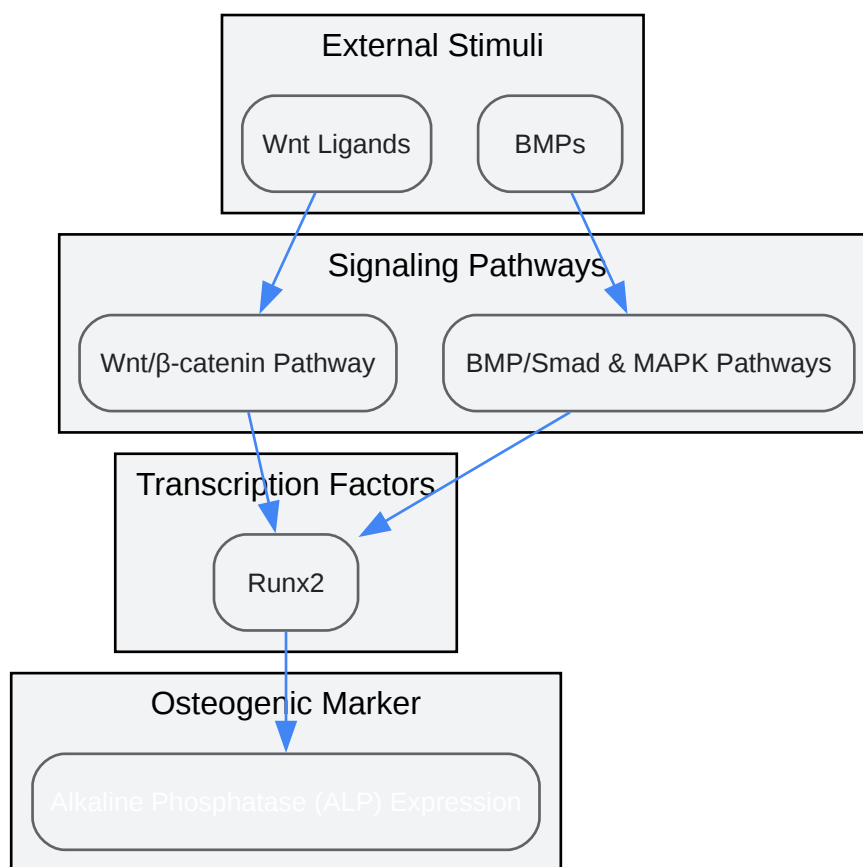 External Stimuli
Wnt Ligands
BMPs
Signaling Pathways
Wnt/β-catenin Pathway
BMP/Smad & MAPK Pathways
Transcription Factors
Runx2
Osteogenic Marker
Alkaline Phosphatase (ALP) Expression